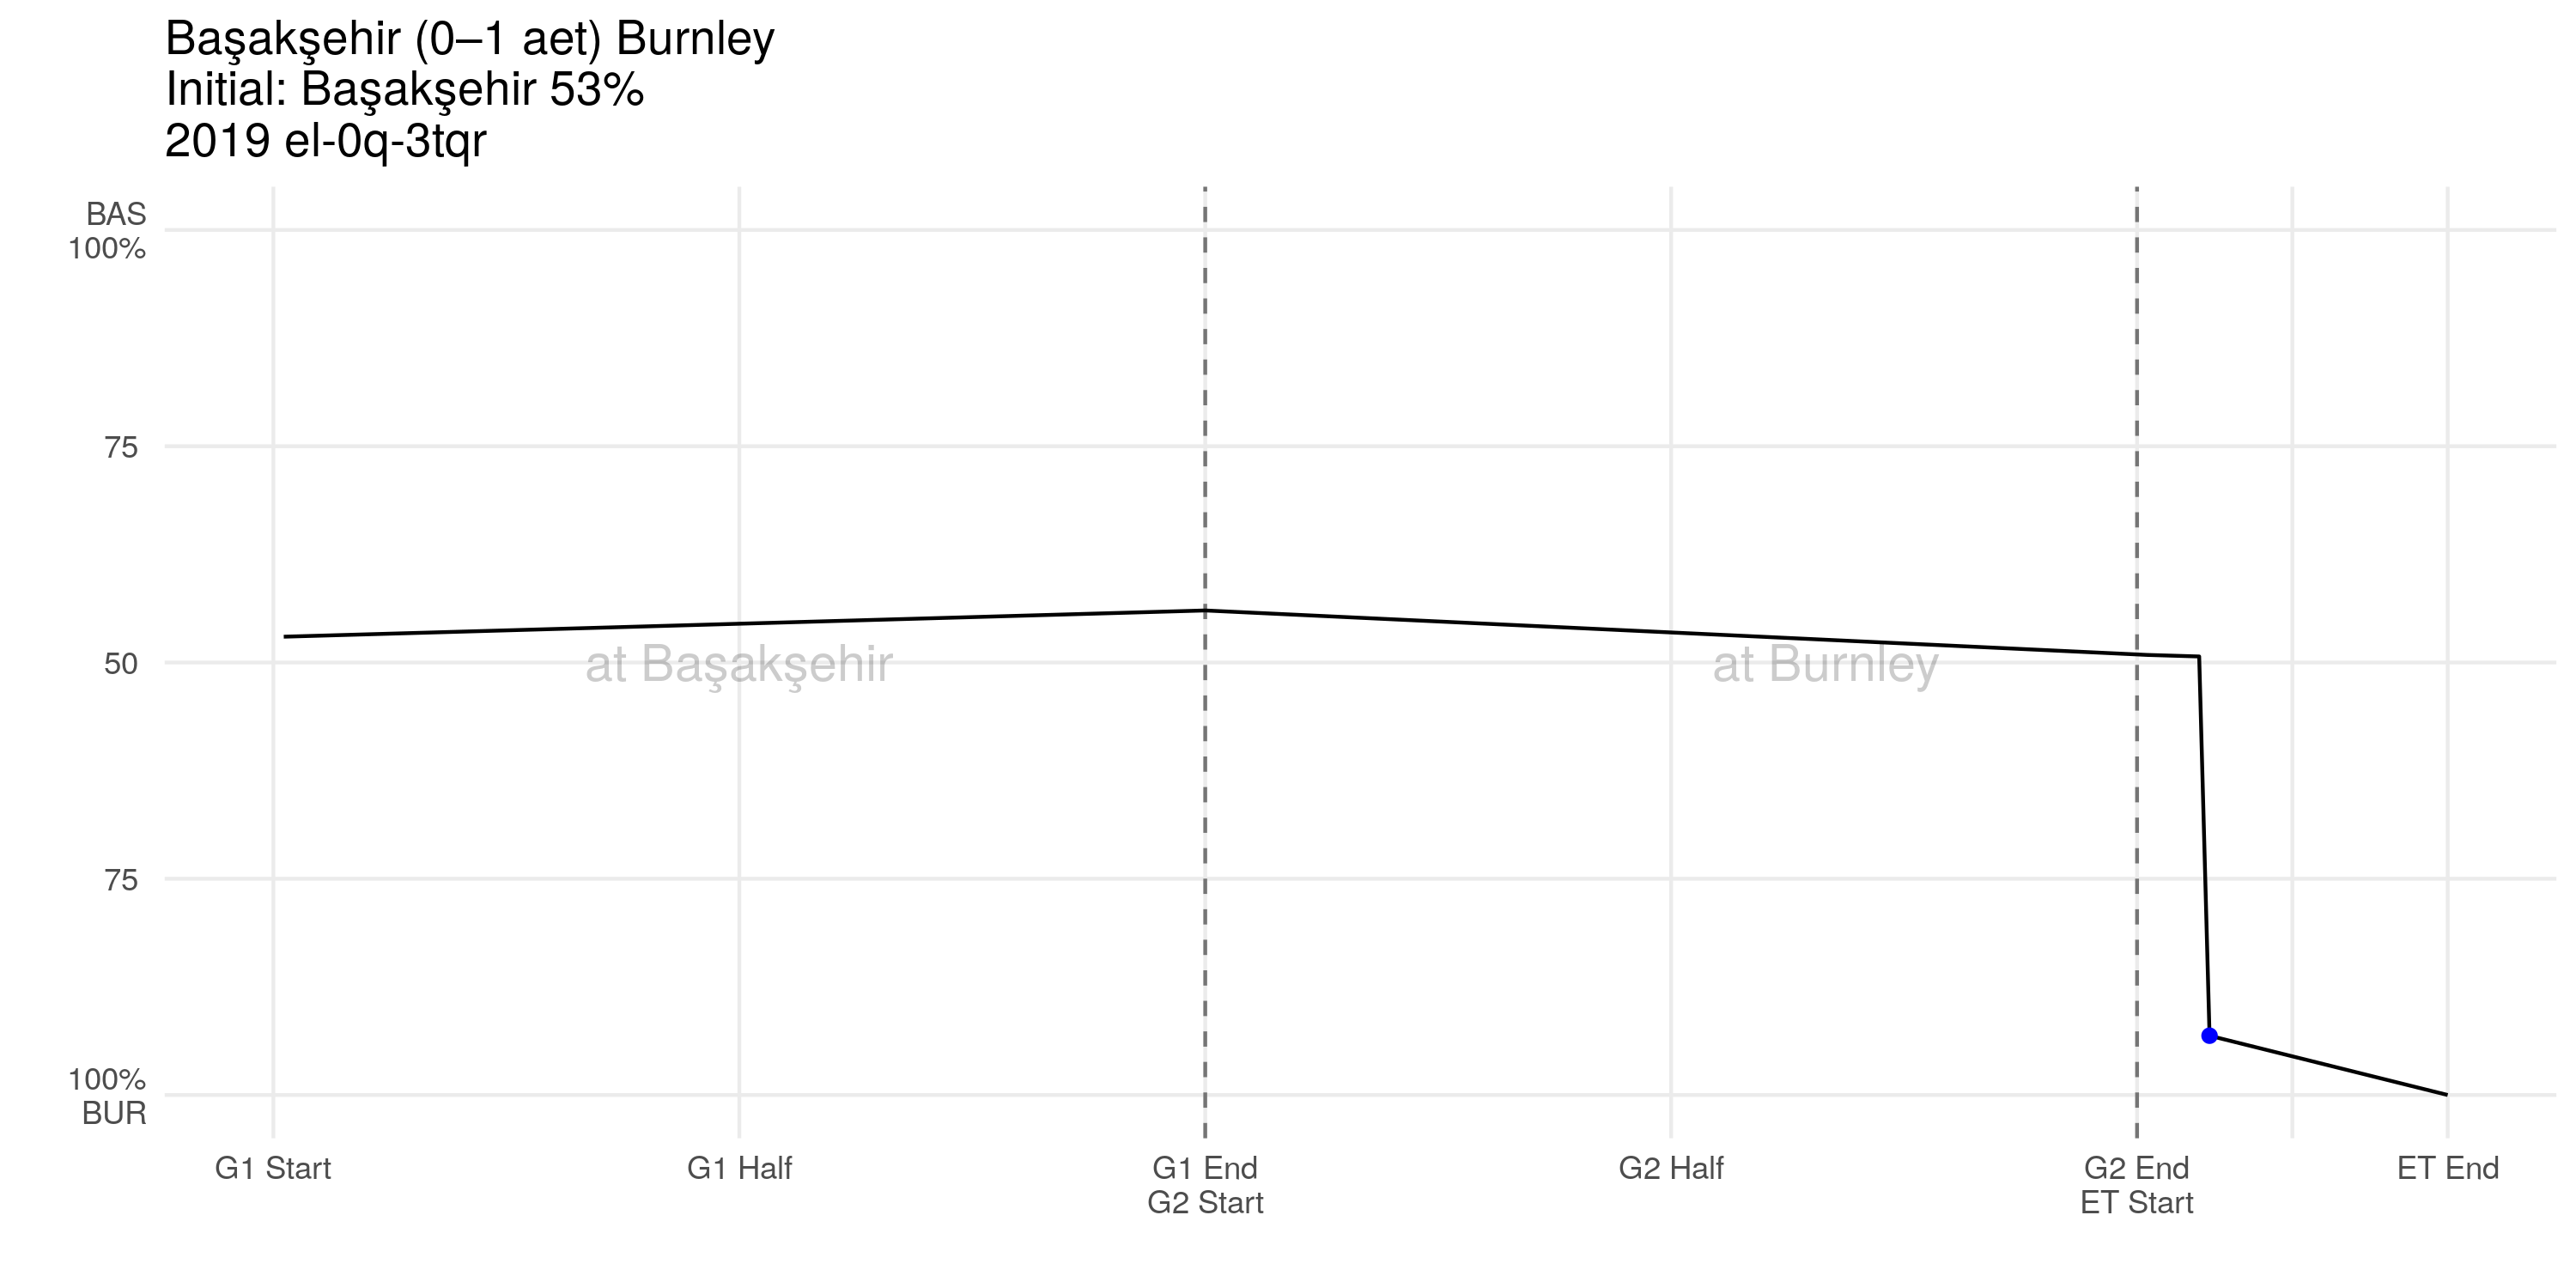 Başakşehir (0–1 aet) Burnley
Initial: Başakşehir 53%
2019 el-0q-3tqr
BAS
100%
75
50
75
100%
BUR
at Başakşehir
at Burnley
G1 Start
G1 Half
G1 End
G2 Start
G2 Half
G2 End
ET Start
ET End